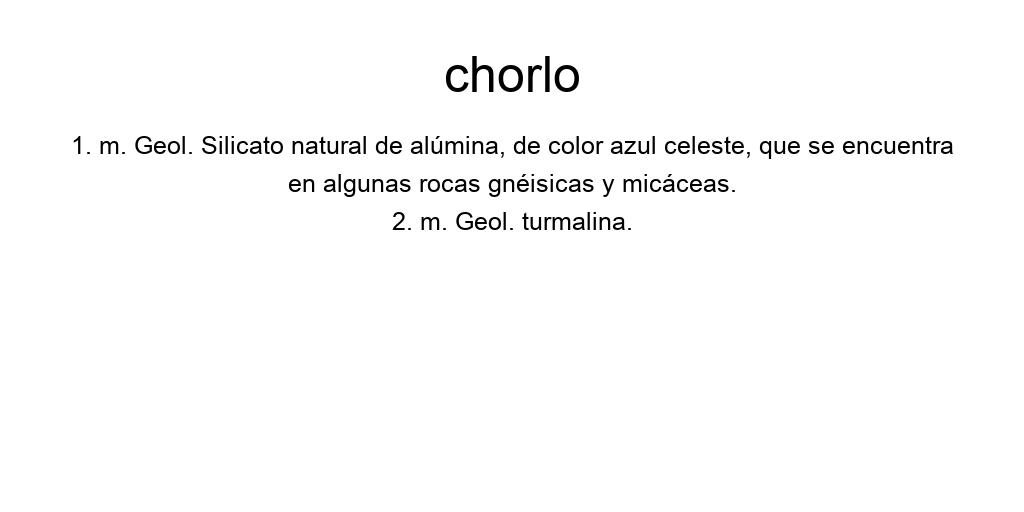 chorlo
1. m. Geol. Silicato natural de alúmina, de color azul celeste, que se encuentra
en algunas rocas gnéisicas y micáceas.
2. m. Geol. turmalina.